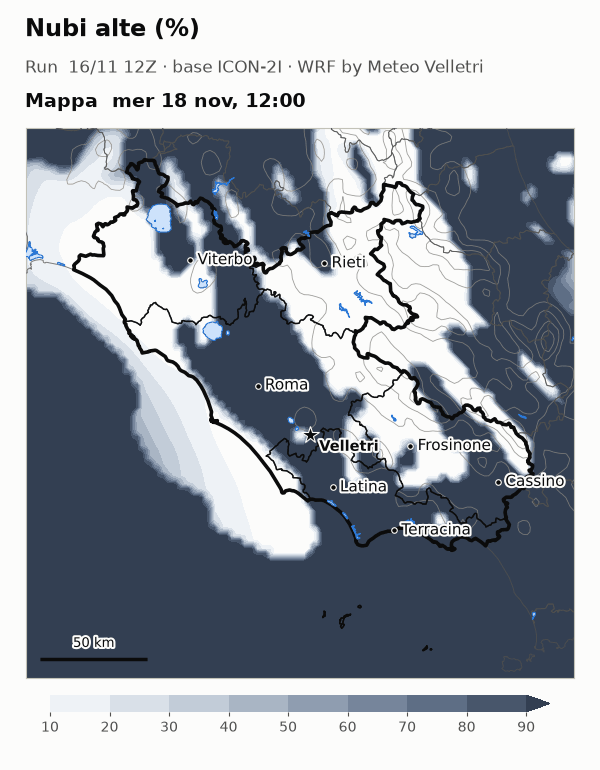 Nubi alte (%)
Run 16/11 12Z · base ICON-2I · WRF by Meteo Velletri
Mappa mer 18 nov, 12:00
Viterbo
Rieti
Roma
Velletri
Frosinone
Latina
Cassino
Terracina
50 km
10 20 30 40 50 60 70 80 90